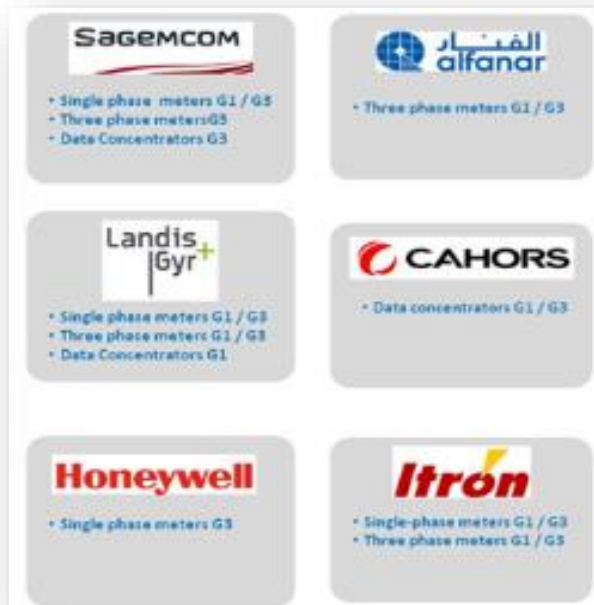 SAGEMCOM
• Single phase meters G1 / G3
• Three phase metersG3
• Data Concentrators G3
الفنار
alfanar
• Three phase meters G1 / G3
Landis
Gyr+
• Single phase meters G1 / G3
• Three phase meters G1 / G3
• Data Concentrators G1
CAHORS
• Data concentrators G1 / G3
Honeywell
• Single phase meters G3
Itron
• Single-phase meters G1 / G3
• Three phase meters G1 / G3